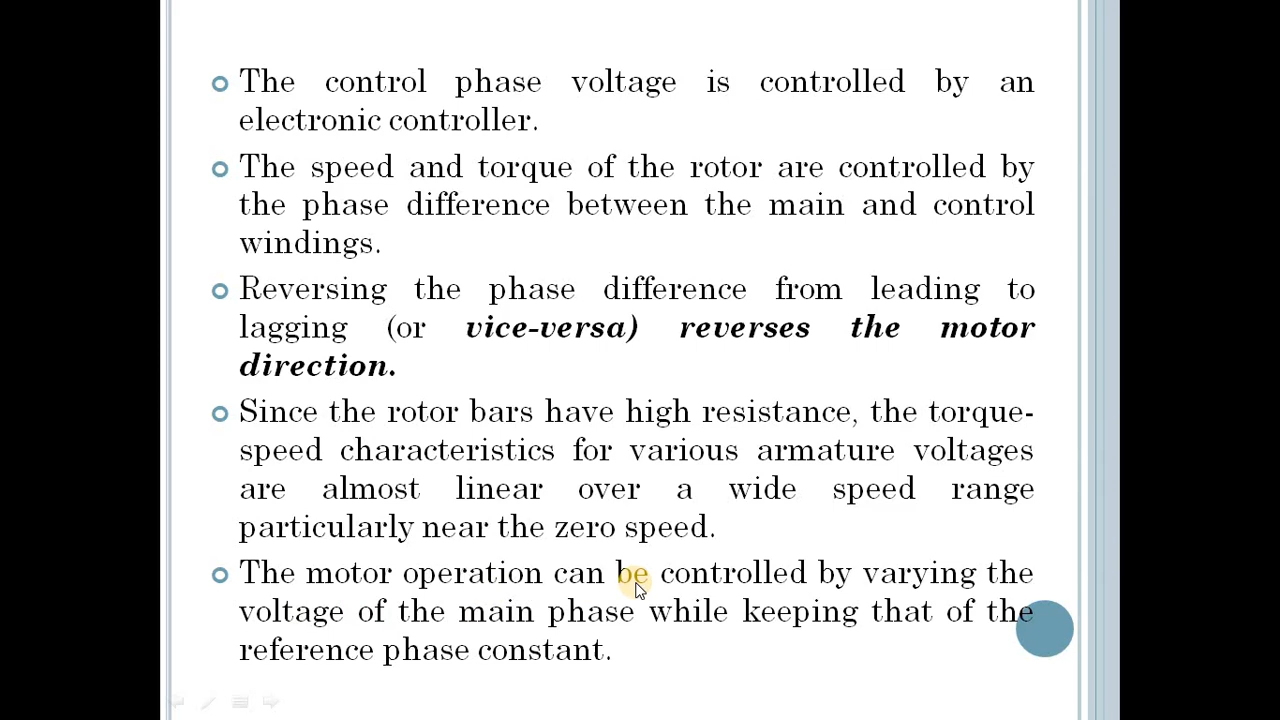 The control phase voltage is controlled by an
electronic controller.
The speed and torque of the rotor are controlled by
the phase difference between the main and control
windings.
Reversing the phase difference from leading to
lagging (or vice-versa) reverses the motor
direction.
Since the rotor bars have high resistance, the torque-
speed characteristics for various armature voltages
are almost linear over a wide speed range
particularly near the zero speed.
The motor operation can be controlled by varying the
voltage of the main phase while keeping that of the
reference phase constant.